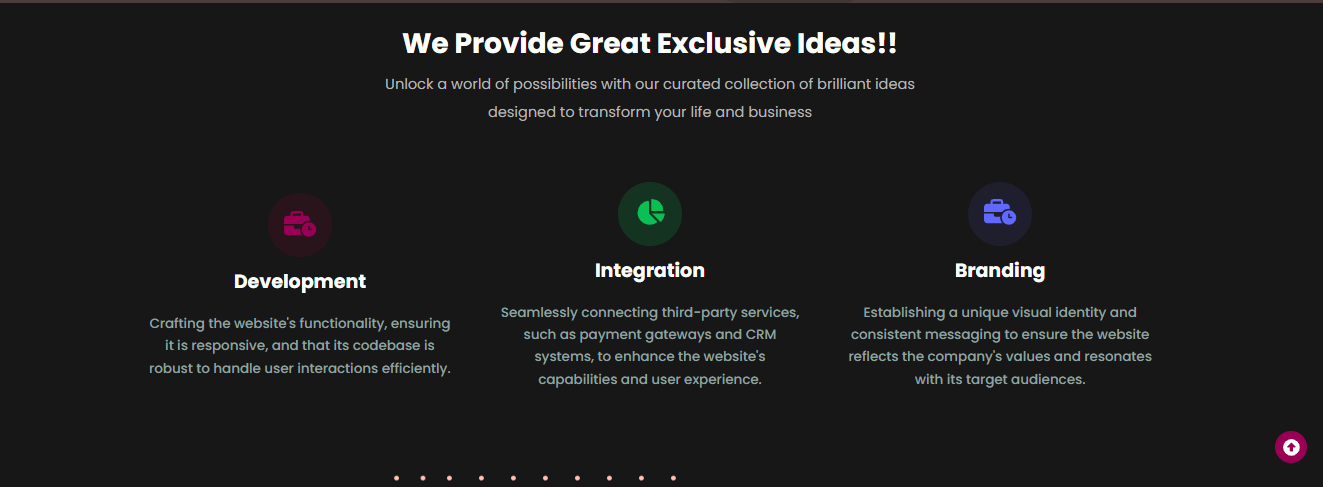 We Provide Great Exclusive Ideas!!
Unlock a world of possibilities with our curated collection of brilliant ideas
designed to transform your life and business
Development
Crafting the website's functionality, ensuring
it is responsive, and that its codebase is
robust to handle user interactions efficiently.
Integration
Seamlessly connecting third-party services,
such as payment gateways and CRM
systems, to enhance the website's
capabilities and user experience.
Branding
Establishing a unique visual identity and
consistent messaging to ensure the website
reflects the company's values and resonates
with its target audiences.